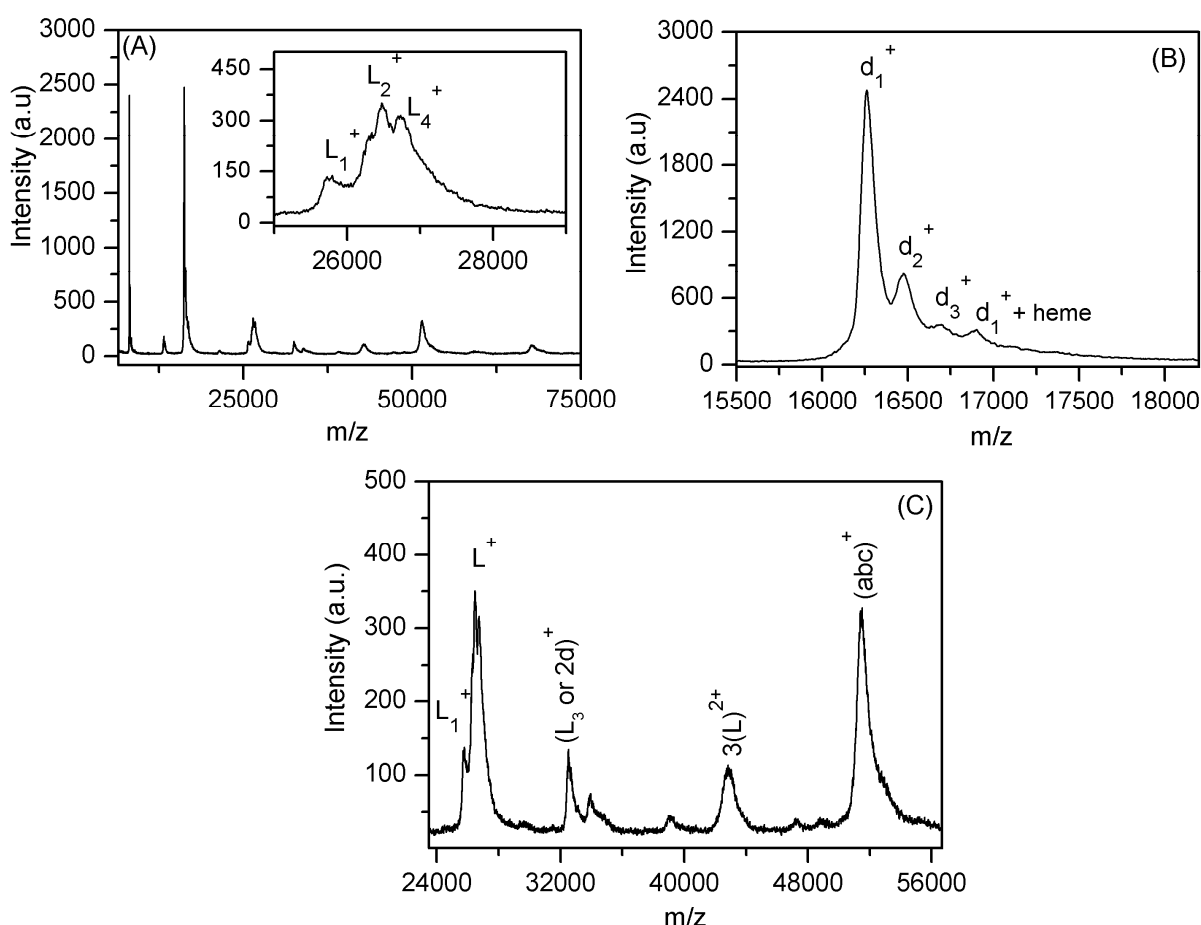 (A)
Intensity (a.u)
3000
2500
2000
1500
1000
500
0
25000
50000
75000
m/z
450
300
150
0
26000
28000
L1+
L2+
L4+
(B)
Intensity (a.u)
3000
2400
1800
1200
600
0
15500
16000
16500
17000
17500
18000
m/z
d1+
d2+
d3+
d1+ + heme
(C)
Intensity (a.u.)
500
400
300
200
100
24000
32000
40000
48000
56000
m/z
L1+
L+
(L3 or 2d)+
3(L)2+
(abc)+